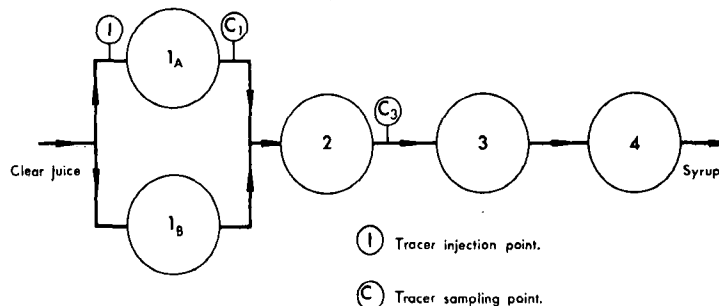 I
C₁
1A
C₃
2
3
4
Clear Juice
Syrup
1B
I Tracer injection point.
C Tracer sampling point.